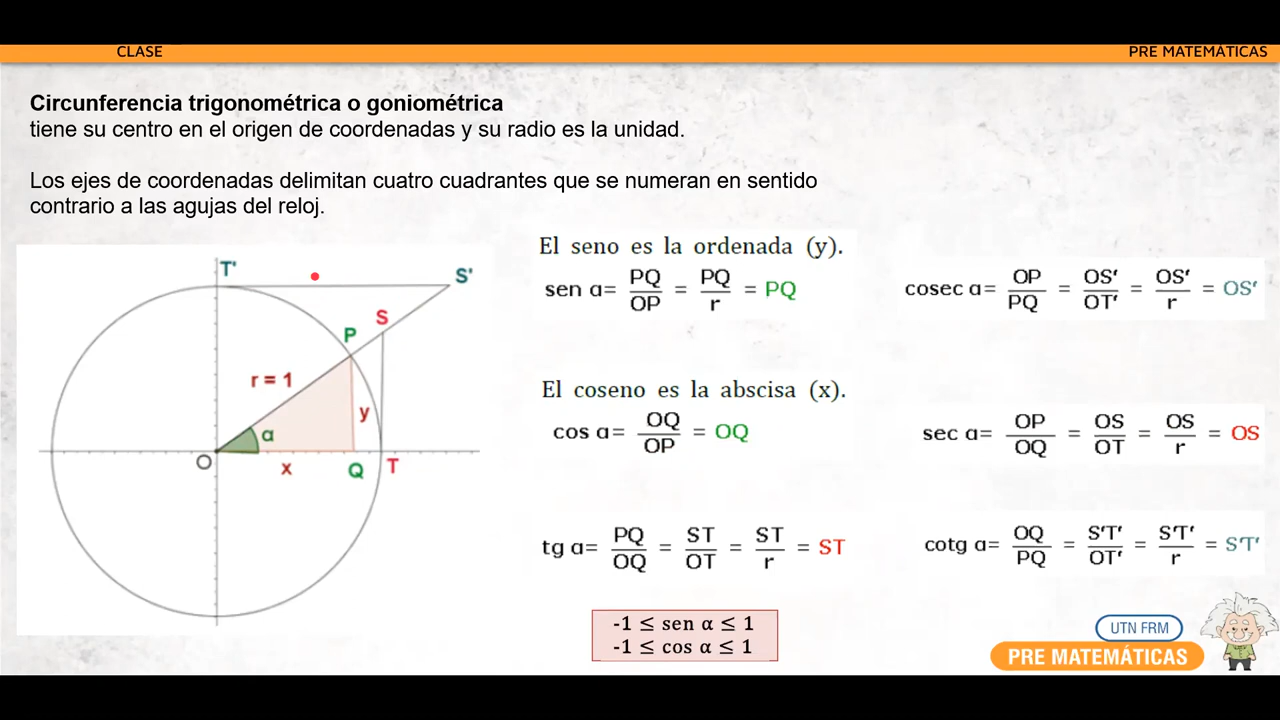 CLASE
PRE MATEMÁTICAS
Circunferencia trigonométrica o goniométrica
tiene su centro en el origen de coordenadas y su radio es la unidad.
Los ejes de coordenadas delimitan cuatro cuadrantes que se numeran en sentido
contrario a las agujas del reloj.
T'
S'
S
P
r = 1
y
α
O
x
Q
T
El seno es la ordenada (y).
sen α= PQ/OP = PQ/r = PQ
cosec α= OP/PQ = OS'/OT' = OS'/r = OS'
El coseno es la abscisa (x).
cos α= OQ/OP = OQ
sec α= OP/OQ = OS/OT = OS/r = OS
tg α= PQ/OQ = ST/OT = ST/r = ST
cotg α= OQ/PQ = S'T'/OT' = S'T'/r = S'T'
-1 ≤ sen α ≤ 1
-1 ≤ cos α ≤ 1
UTN FRM
PRE MATEMÁTICAS